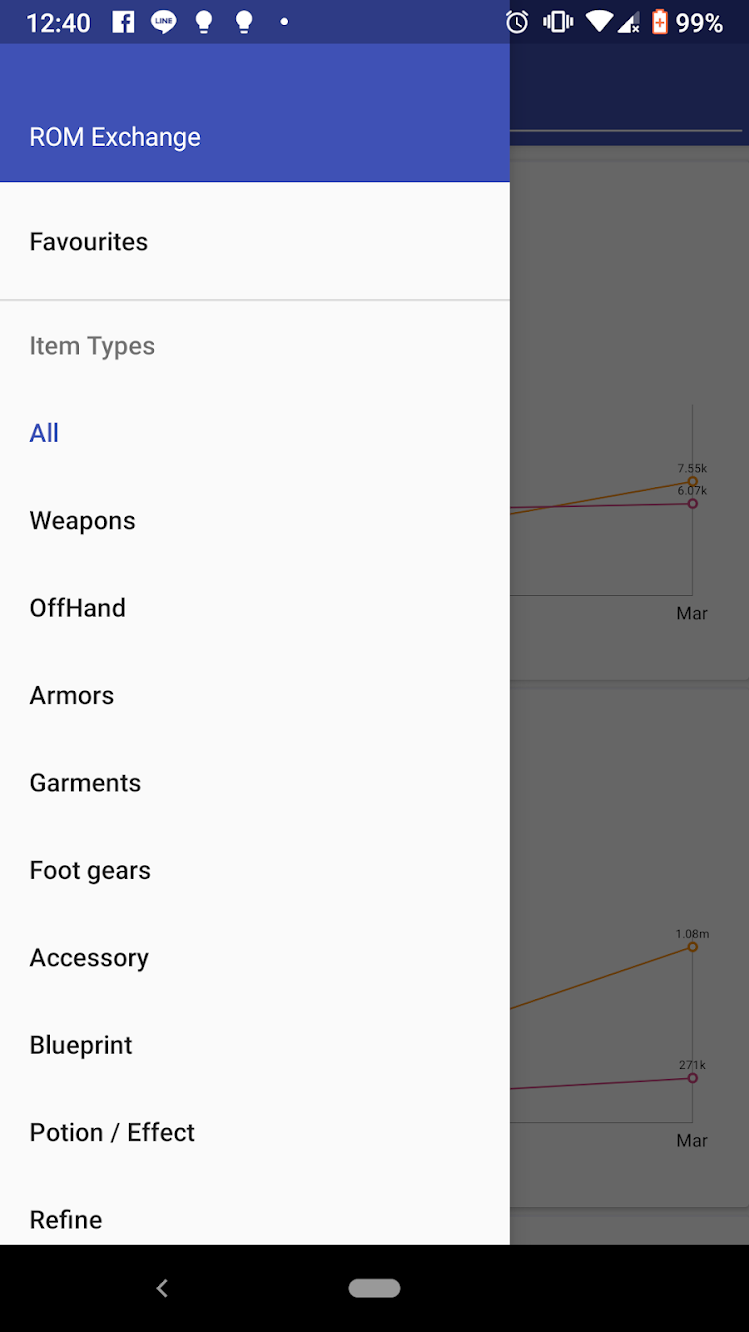 12:40 LINE 99%
ROM Exchange
Favourites
Item Types
All
Weapons
OffHand
Armors
Garments
Foot gears
Accessory
Blueprint
Potion / Effect
Refine
7.55k
6.07k
Mar
1.08m
271k
Mar